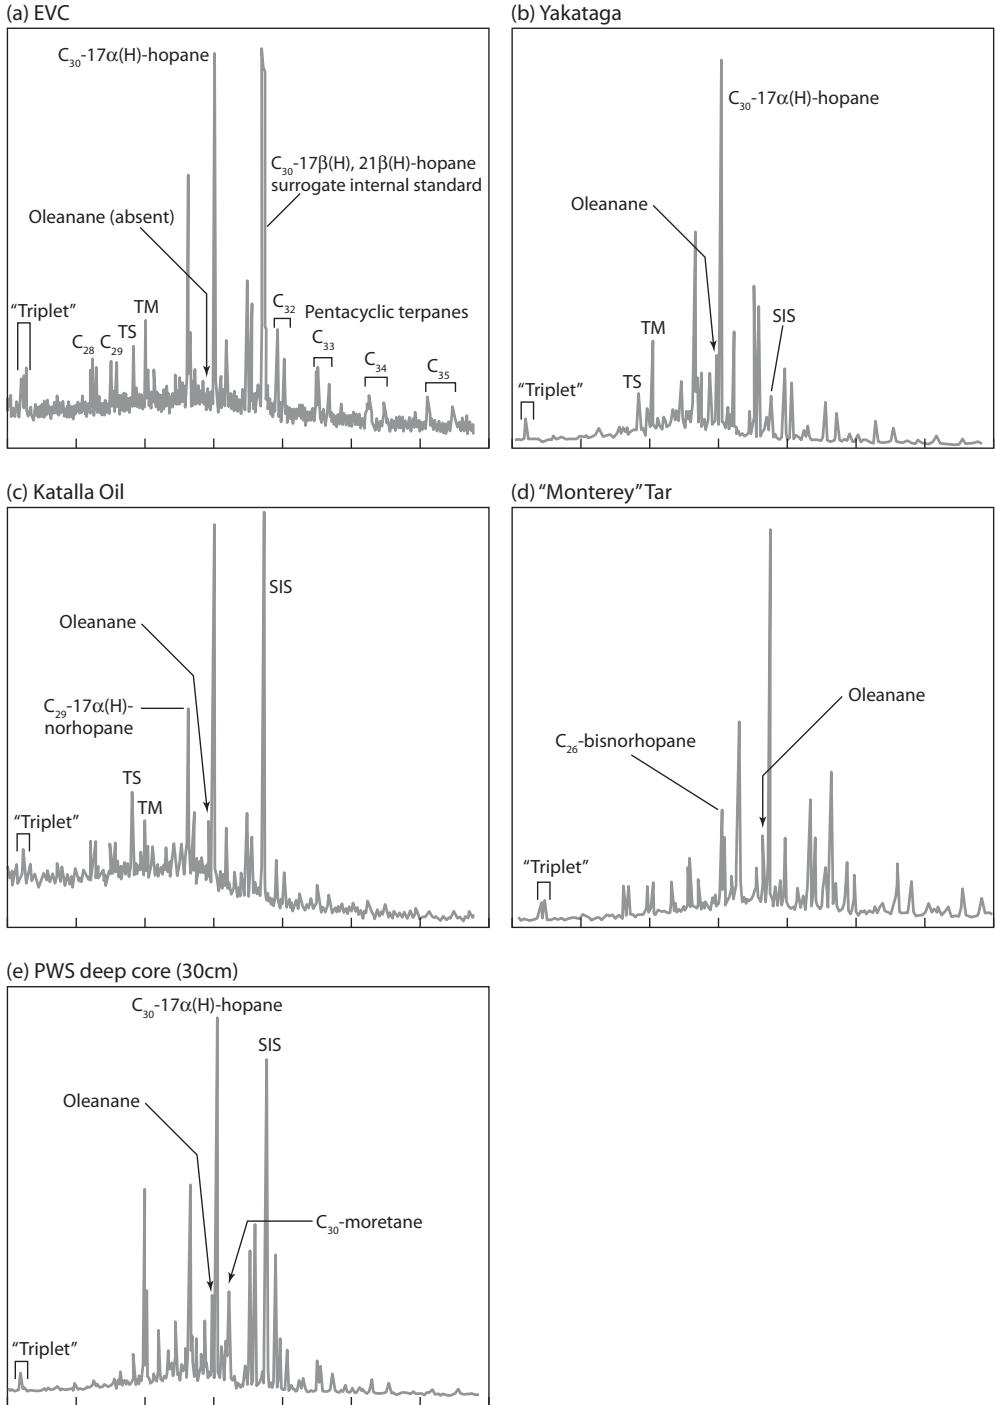 (a) EVC
C30-17α(H)-hopane
C30-17β(H), 21β(H)-hopane
surrogate internal standard
Oleanane (absent)
"Triplet"
C28
C29
TS
TM
C32
Pentacyclic terpanes
C33
C34
C35
(b) Yakataga
C30-17α(H)-hopane
Oleanane
TM
SIS
TS
"Triplet"
(c) Katalla Oil
SIS
Oleanane
C29-17α(H)-
norhopane
TS
TM
"Triplet"
(d) "Monterey" Tar
Oleanane
C26-bisnorhopane
"Triplet"
(e) PWS deep core (30cm)
C30-17α(H)-hopane
SIS
Oleanane
C30-moretane
"Triplet"